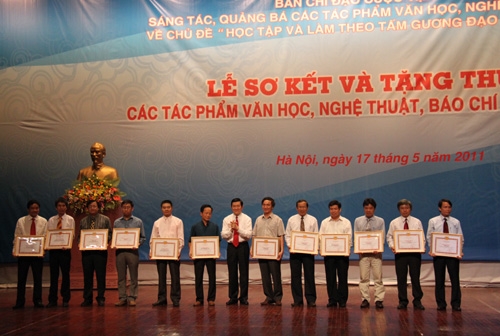 BAN CHỈ ĐẠO CUỘC
SÁNG TÁC, QUẢNG BÁ CÁC TÁC PHẨM VĂN HỌC, NGHỆ
VỀ CHỦ ĐỀ "HỌC TẬP VÀ LÀM THEO TẤM GƯƠNG ĐẠO
LỄ SƠ KẾT VÀ TẶNG THƯ
CÁC TÁC PHẨM VĂN HỌC, NGHỆ THUẬT, BÁO CHÍ
Hà Nội, ngày 17 tháng 5 năm 2011